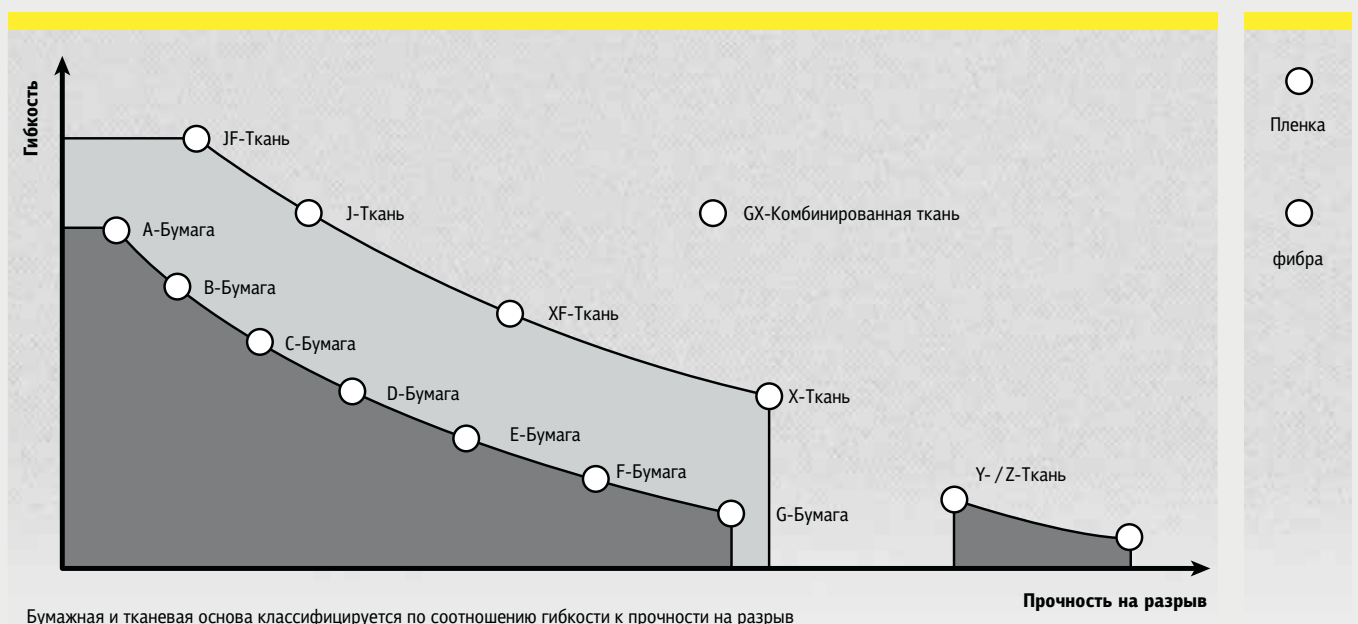 Гибкость
JF-Ткань
J-Ткань
GX-Комбинированная ткань
A-Бумага
B-Бумага
XF-Ткань
C-Бумага
D-Бумага
X-Ткань
E-Бумага
F-Бумага
Y- / Z-Ткань
G-Бумага
Прочность на разрыв
Бумажная и тканевая основа классифицируется по соотношению гибкости к прочности на разрыв
Пленка
фибра